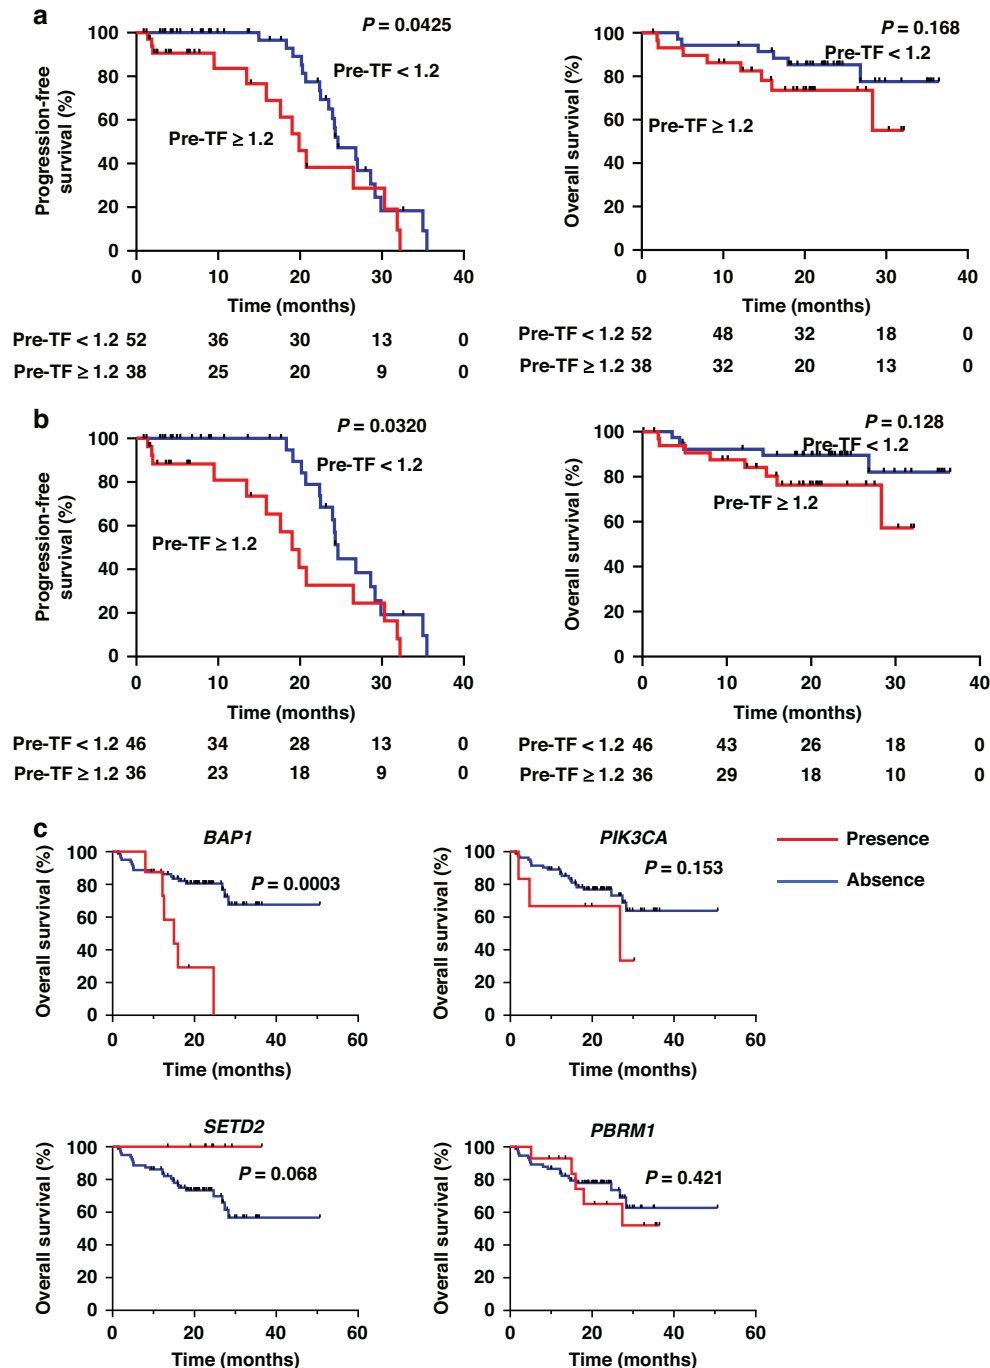 a
P = 0.0425
Pre-TF < 1.2
Pre-TF ≥ 1.2
Progression-free survival (%)
100
80
60
40
20
0
0 10 20 30 40
Time (months)
Pre-TF < 1.2 52 36 30 13 0
Pre-TF ≥ 1.2 38 25 20 9 0
P = 0.168
Pre-TF < 1.2
Pre-TF ≥ 1.2
Overall survival (%)
100
80
60
40
20
0
0 10 20 30 40
Time (months)
Pre-TF < 1.2 52 48 32 18 0
Pre-TF ≥ 1.2 38 32 20 13 0
b
P = 0.0320
Pre-TF < 1.2
Pre-TF ≥ 1.2
Progression-free survival (%)
100
80
60
40
20
0
0 10 20 30 40
Time (months)
Pre-TF < 1.2 46 34 28 13 0
Pre-TF ≥ 1.2 36 23 18 9 0
P = 0.128
Pre-TF < 1.2
Pre-TF ≥ 1.2
Overall survival (%)
100
80
60
40
20
0
0 10 20 30 40
Time (months)
Pre-TF < 1.2 46 43 26 18 0
Pre-TF ≥ 1.2 36 29 18 10 0
c
BAP1
P = 0.0003
Overall survival (%)
100
80
60
40
20
0
0 20 40 60
Time (months)
PIK3CA
P = 0.153
Overall survival (%)
100
80
60
40
20
0
0 20 40 60
Time (months)
Presence
Absence
SETD2
P = 0.068
Overall survival (%)
100
80
60
40
20
0
0 20 40 60
Time (months)
PBRM1
P = 0.421
Overall survival (%)
100
80
60
40
20
0
0 20 40 60
Time (months)